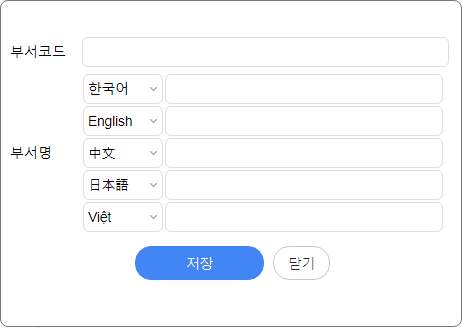 부서코드
한국어
English
부서명 中文
日本語
Việt
저장 닫기